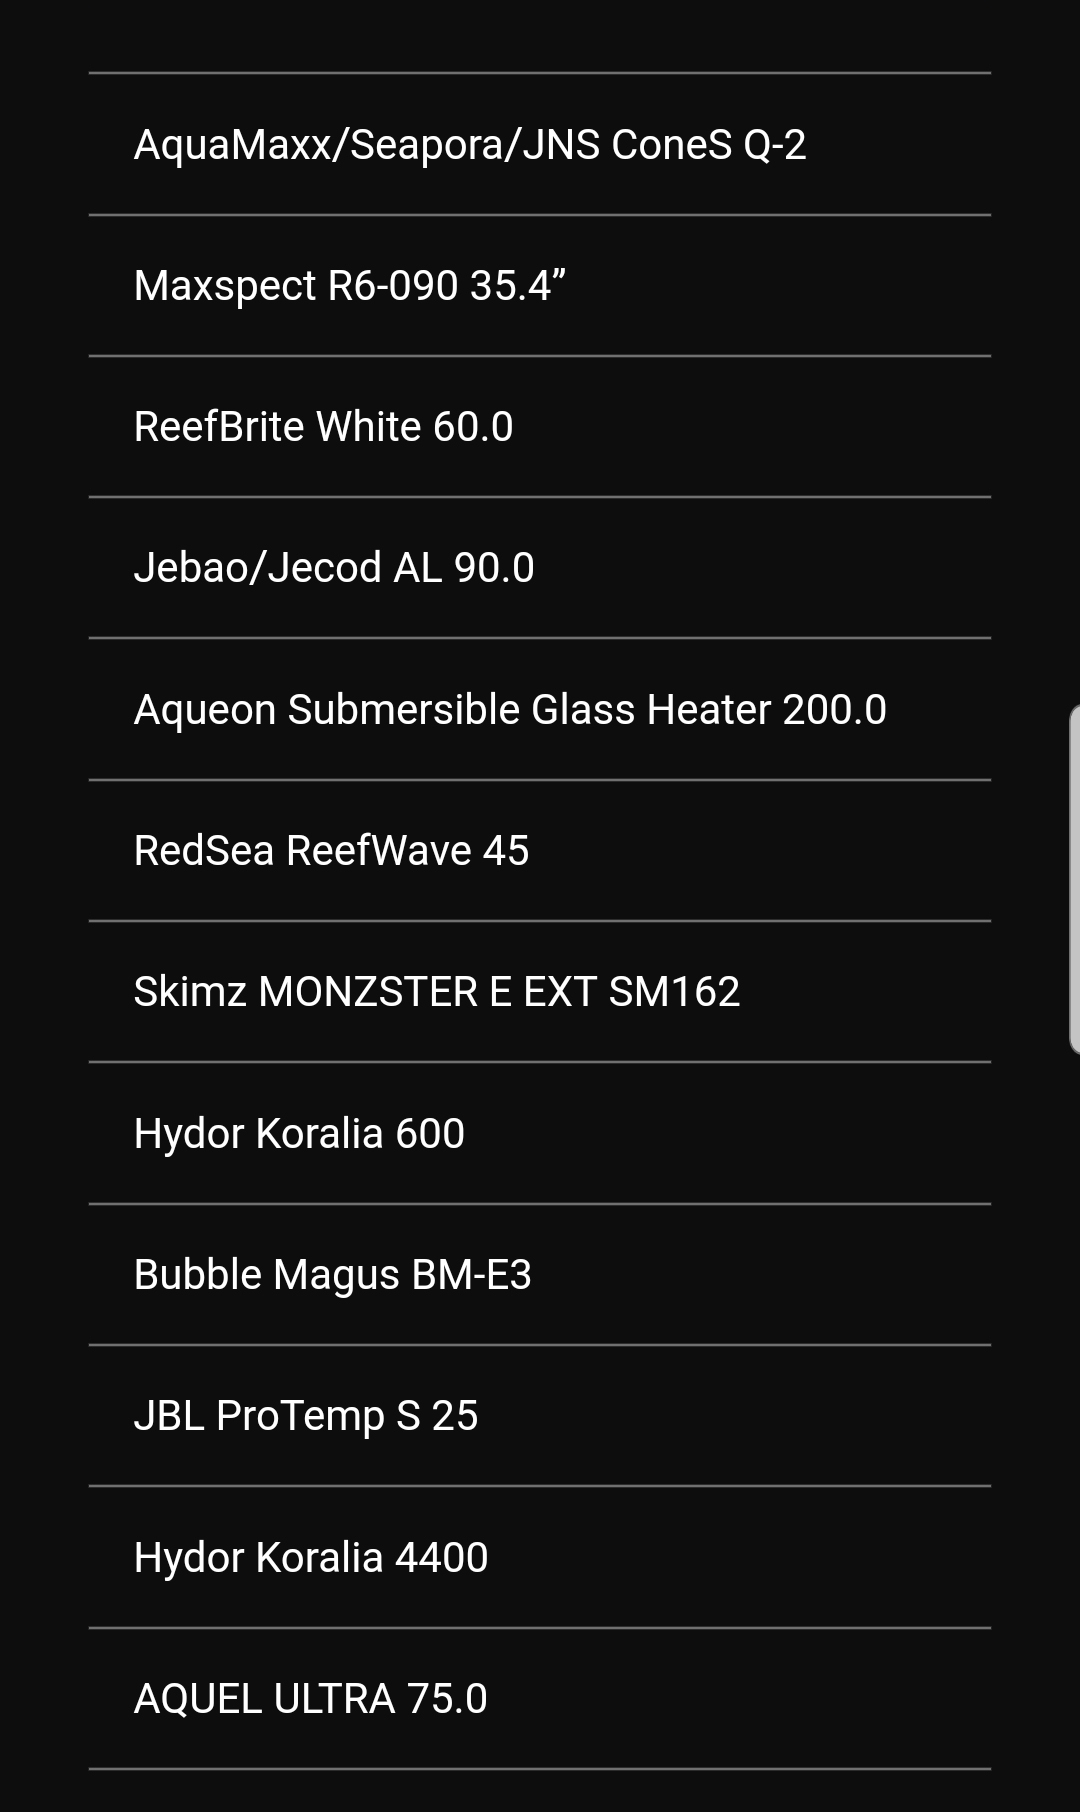 AquaMaxx/Seapora/JNS ConeS Q-2
Maxspect R6-090 35.4”
ReefBrite White 60.0
Jebao/Jecod AL 90.0
Aqueon Submersible Glass Heater 200.0
RedSea ReefWave 45
Skimz MONZSTER E EXT SM162
Hydor Koralia 600
Bubble Magus BM-E3
JBL ProTemp S 25
Hydor Koralia 4400
AQUEL ULTRA 75.0